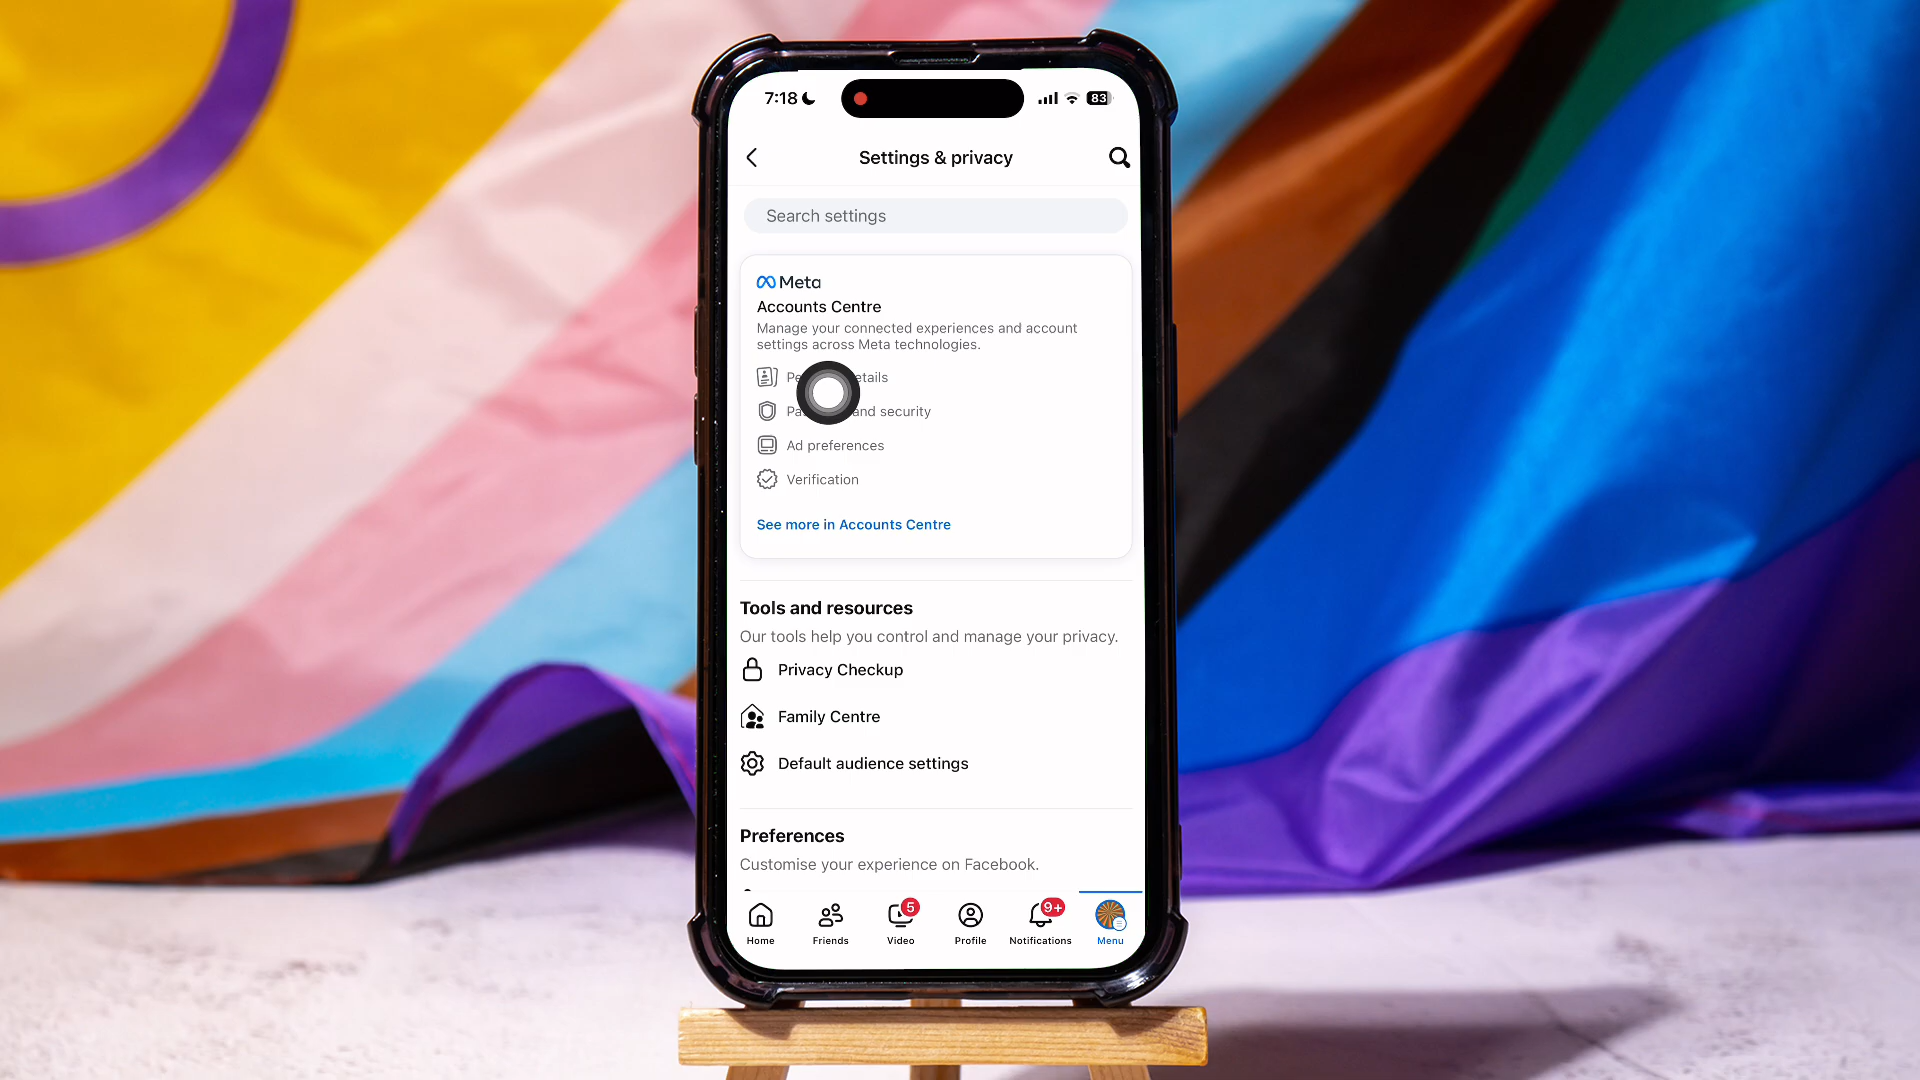 7:18
83
Settings & privacy
Search settings
Meta
Accounts Centre
Manage your connected experiences and account
settings across Meta technologies.
details
and security
Ad preferences
Verification
See more in Accounts Centre
Tools and resources
Our tools help you control and manage your privacy.
Privacy Checkup
Family Centre
Default audience settings
Preferences
Customise your experience on Facebook.
5
9+
Home
Friends
Video
Profile
Notifications
Menu